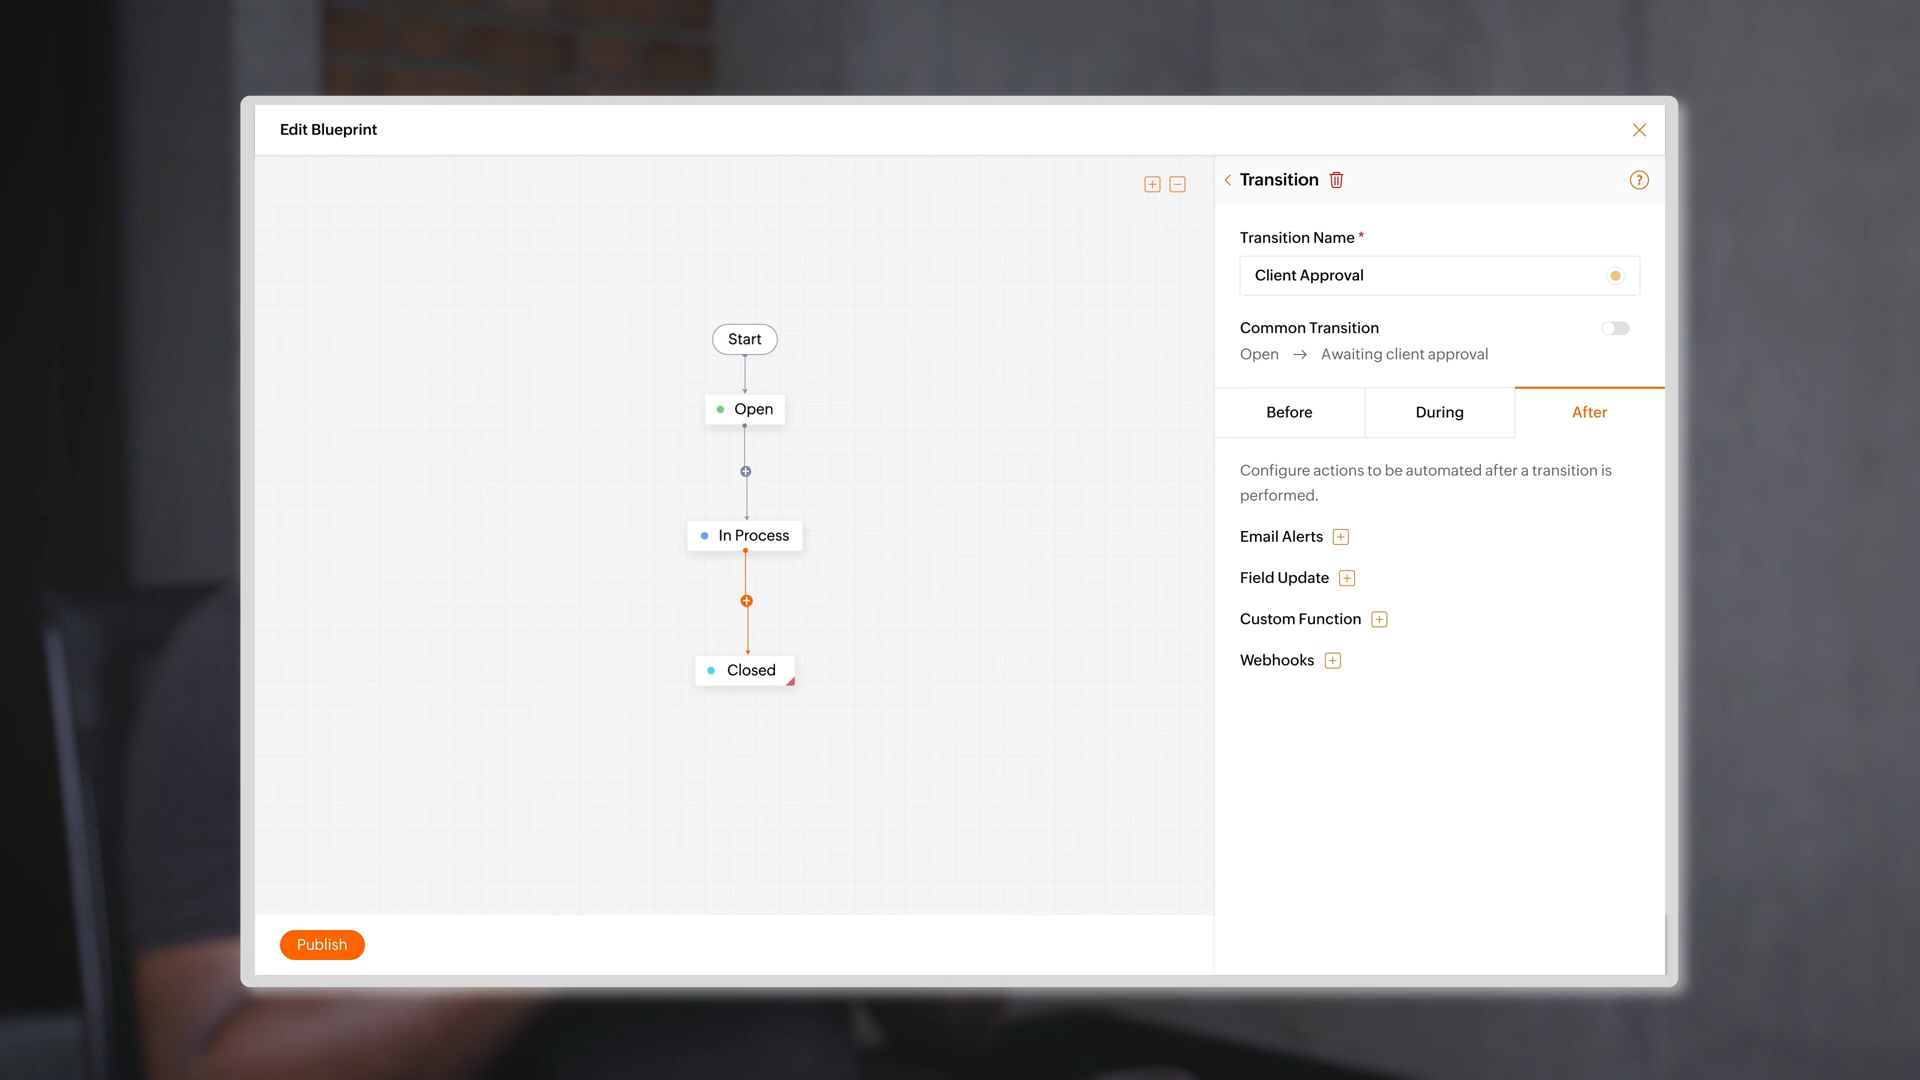 Edit Blueprint
Transition
?
Transition Name *
Client Approval
Common Transition
Open → Awaiting client approval
Before
During
After
Configure actions to be automated after a transition is
performed.
Email Alerts
Field Update
Custom Function
Webhooks
Start
Open
In Process
Closed
Publish